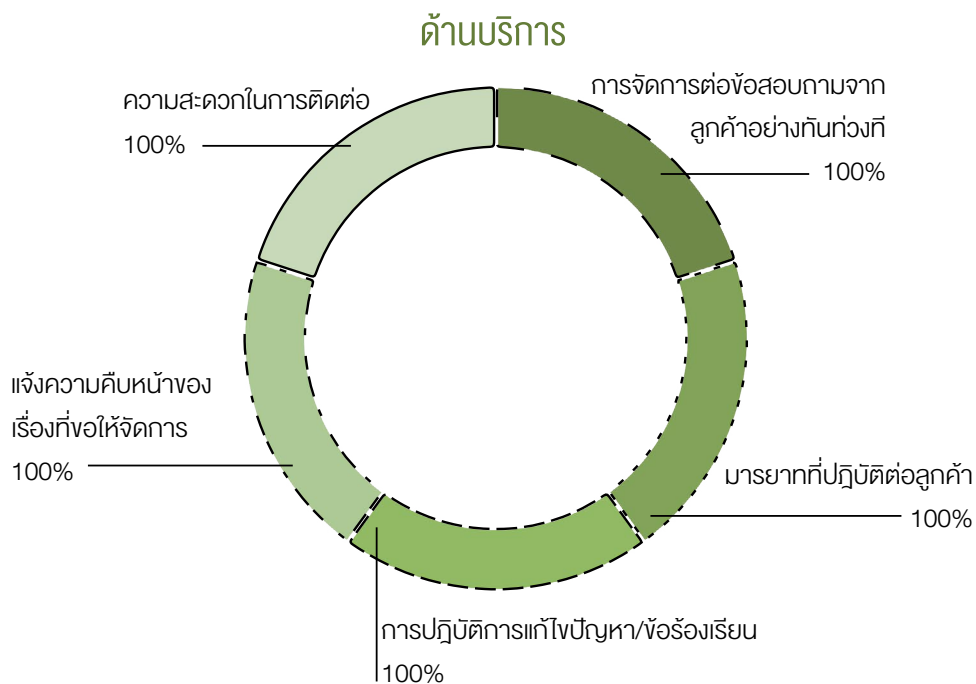 ด้านบริการ
ความสะดวกในการติดต่อ
100%
การจัดการต่อข้อสอบถามจาก
ลูกค้าอย่างทันท่วงที
100%
แจ้งความคืบหน้าของ
เรื่องที่ขอให้จัดการ
100%
มารยาทที่ปฎิบัติต่อลูกค้า
100%
การปฎิบัติการแก้ไขปัญหา/ข้อร้องเรียน
100%